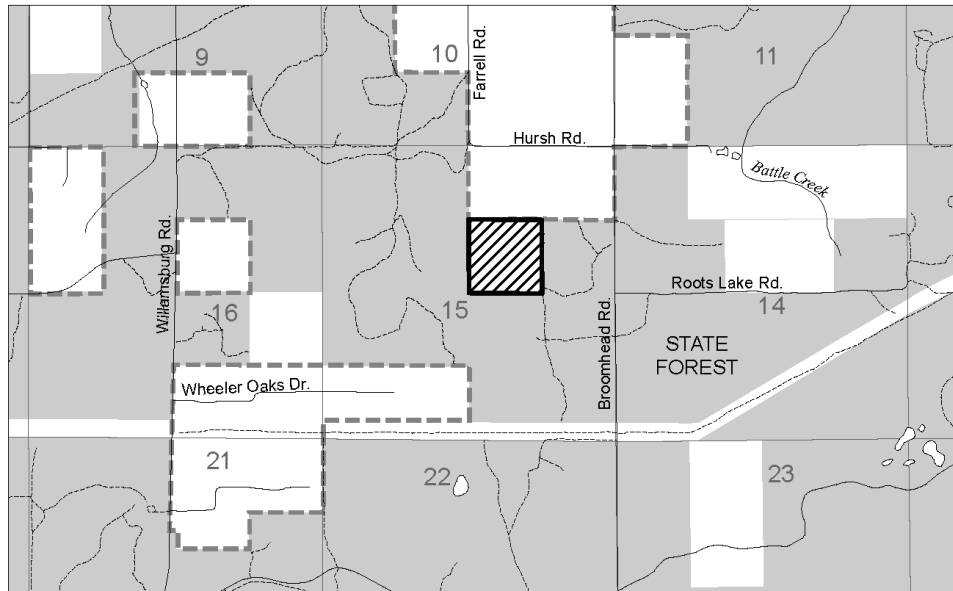 9
10
11
Farrell Rd.
Hursh Rd.
Battle Creek
Williamsburg Rd.
16
15
Broomhead Rd.
Roots Lake Rd.
14
STATE
FOREST
Wheeler Oaks Dr.
21
22
23